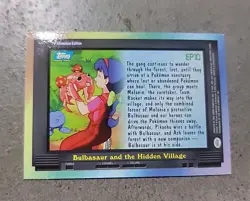 EP10
The gang continues to wander
through the forest, lost, until they
arrive at a Pokémon sanctuary
where lost or abandoned Pokémon
can heal. There, the group meets
Melanie, the caretaker. Team
Rocket makes its way into the
village, and only the combined
forces of Melanie's protective
Bulbasaur and our heroes can
drive the Pokémon thieves away.
Afterwards, Pikachu wins a battle
with Bulbasaur, and Ash leaves the
forest with a new companion —
Bulbasaur is at his side.
Bulbasaur and the Hidden Village